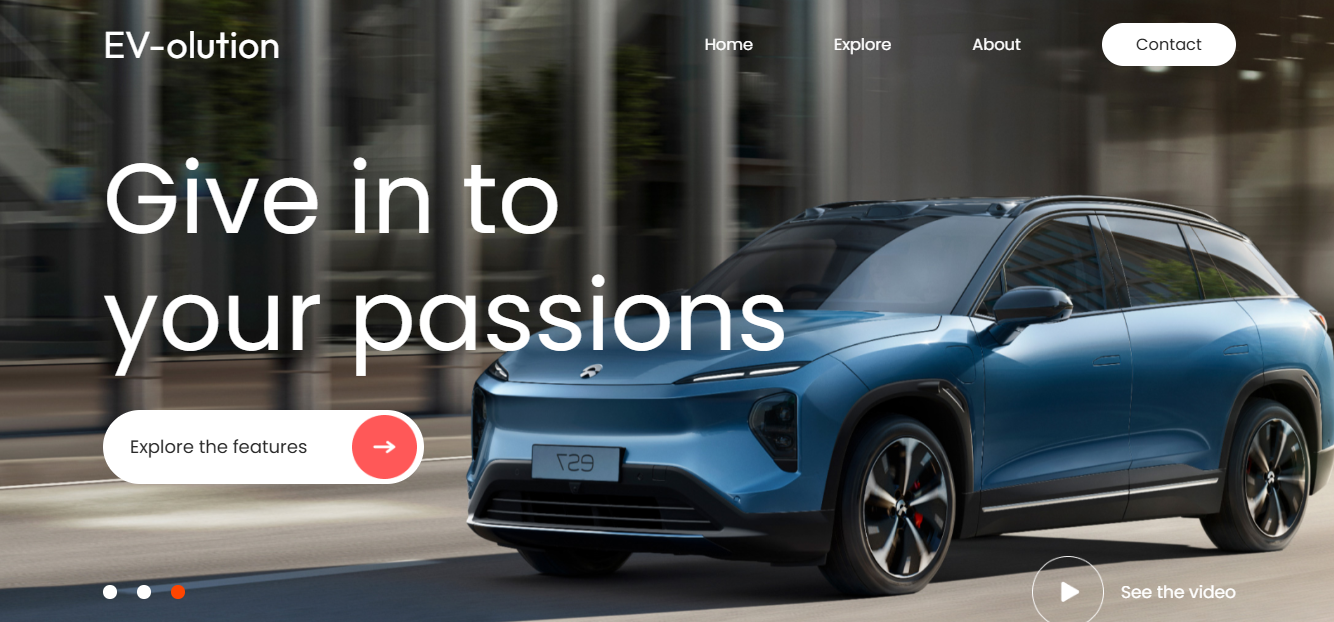 EV-olution
Home
Explore
About
Contact
Give in to
your passions
Explore the features
ES7
See the video